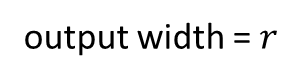 output width = r